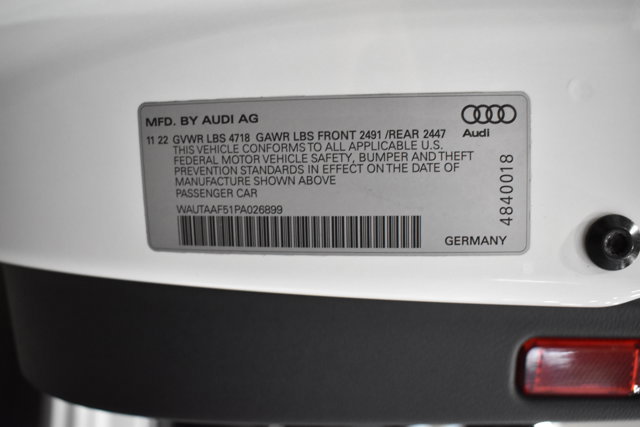 MFD. BY AUDI AG
11 22 GVWR LBS 4718 GAWR LBS FRONT 2491 /REAR 2447
THIS VEHICLE CONFORMS TO ALL APPLICABLE U.S.
FEDERAL MOTOR VEHICLE SAFETY, BUMPER AND THEFT
PREVENTION STANDARDS IN EFFECT ON THE DATE OF
MANUFACTURE SHOWN ABOVE
PASSENGER CAR
WAUTAAF51PA026899
Audi
4840018
GERMANY